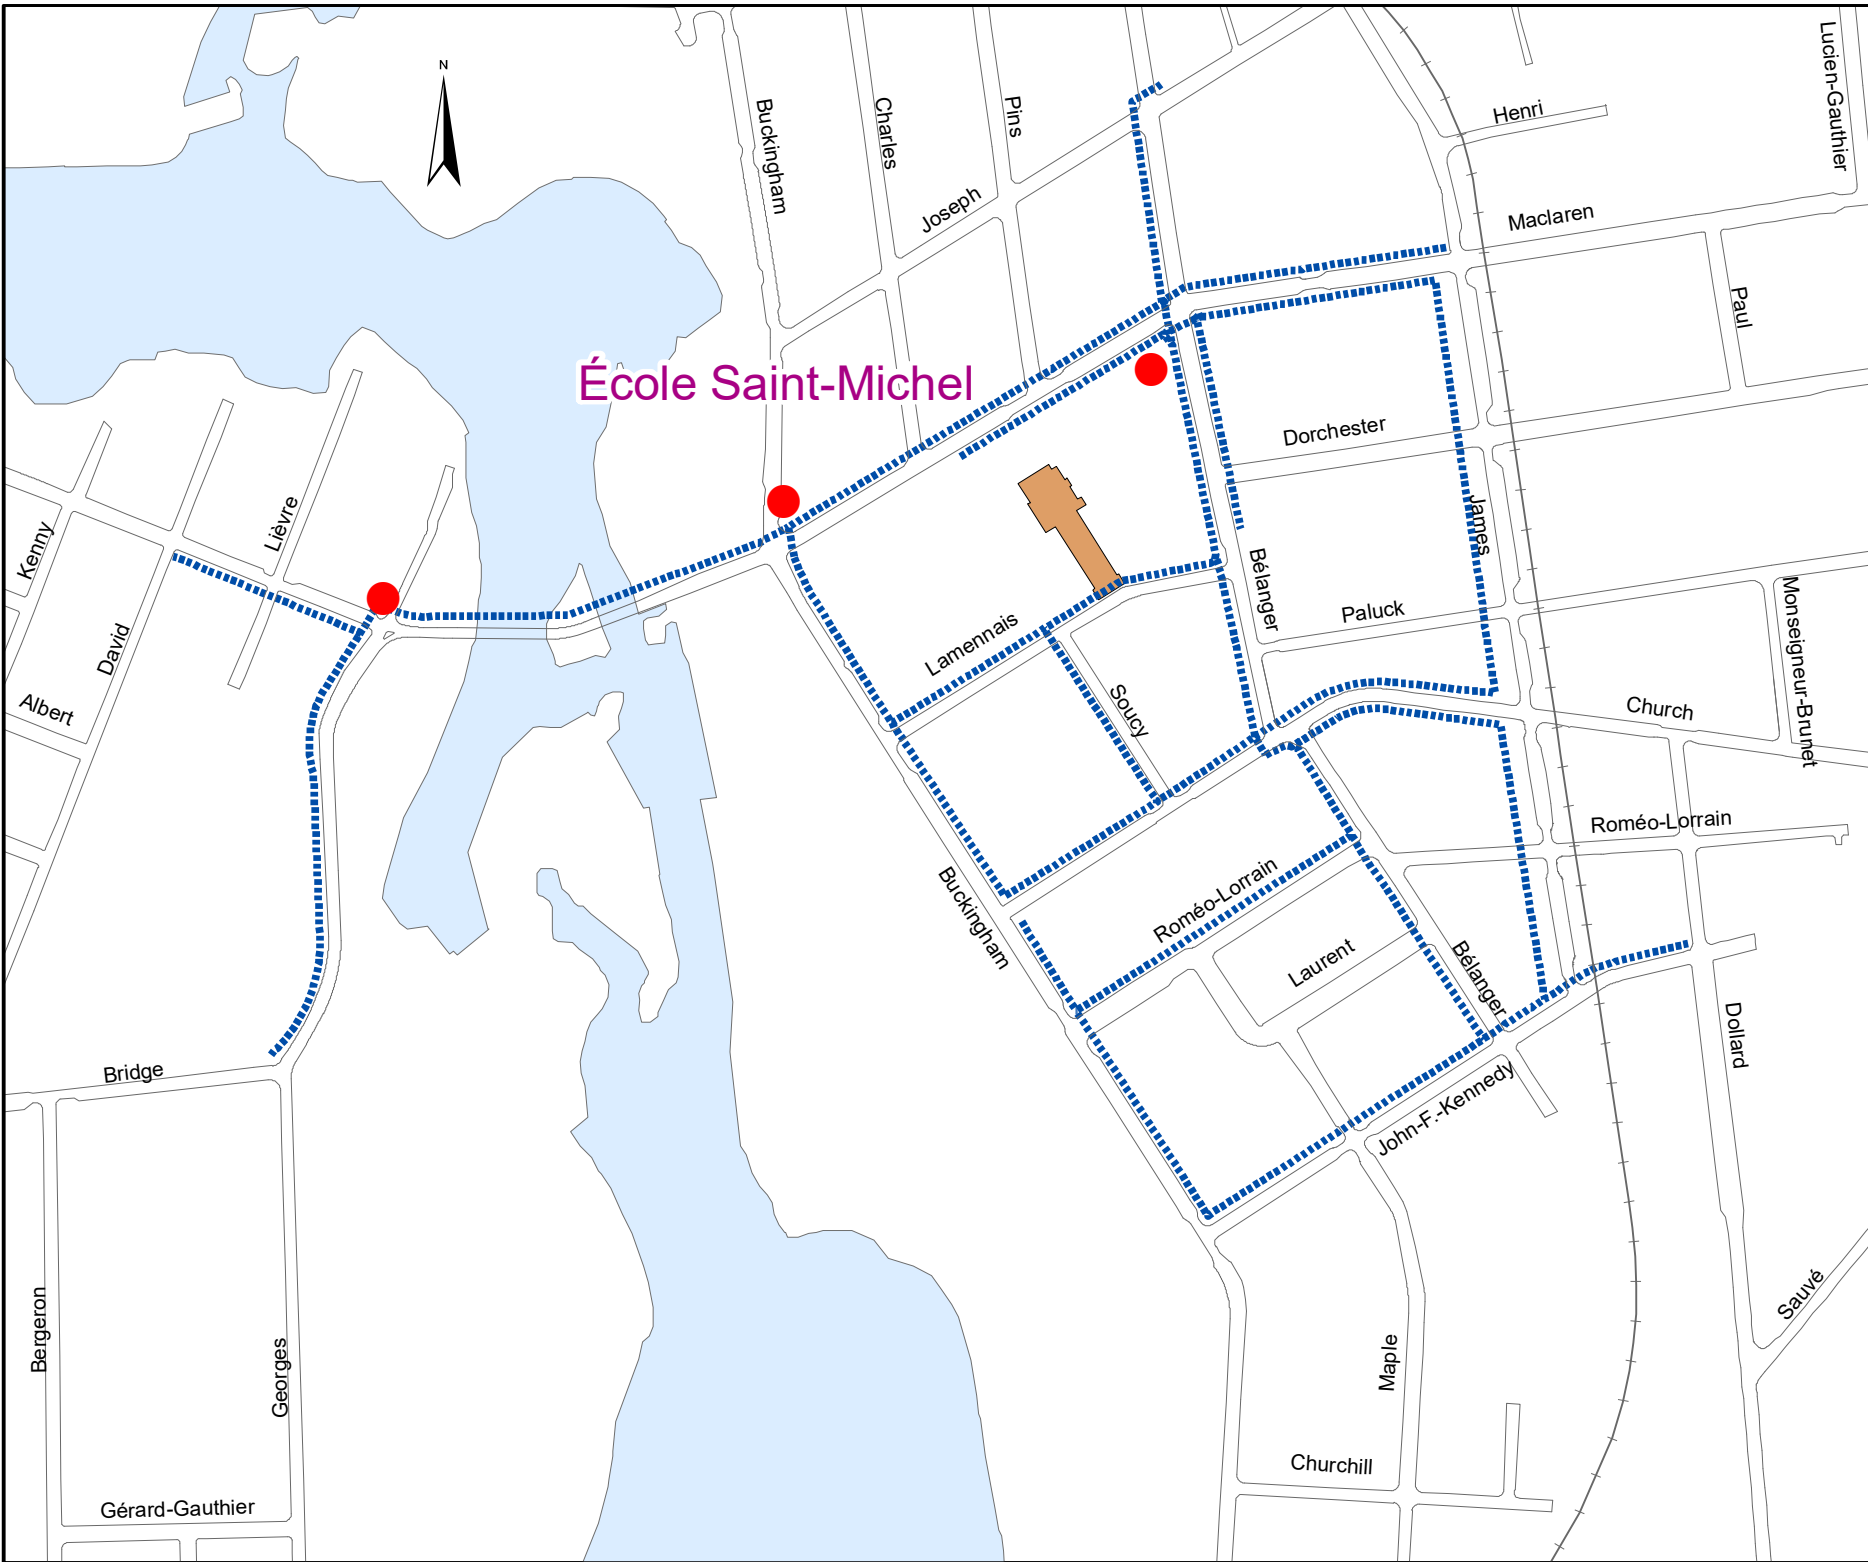 N
Lucien-Gauthier
Buckingham
Charles
Pins
Henri
Joseph
Maclaren
Paul
École Saint-Michel
Dorchester
Lièvre
Kenny
James
Bélanger
Paluck
Monseigneur-Brunet
David
Lamennais
Albert
Soucy
Church
Roméo-Lorrain
Buckingham
Roméo-Lorrain
Laurent
Bélanger
Dollard
Bridge
John-F.-Kennedy
Sauvé
Bergeron
Georges
Maple
Churchill
Gérard-Gauthier